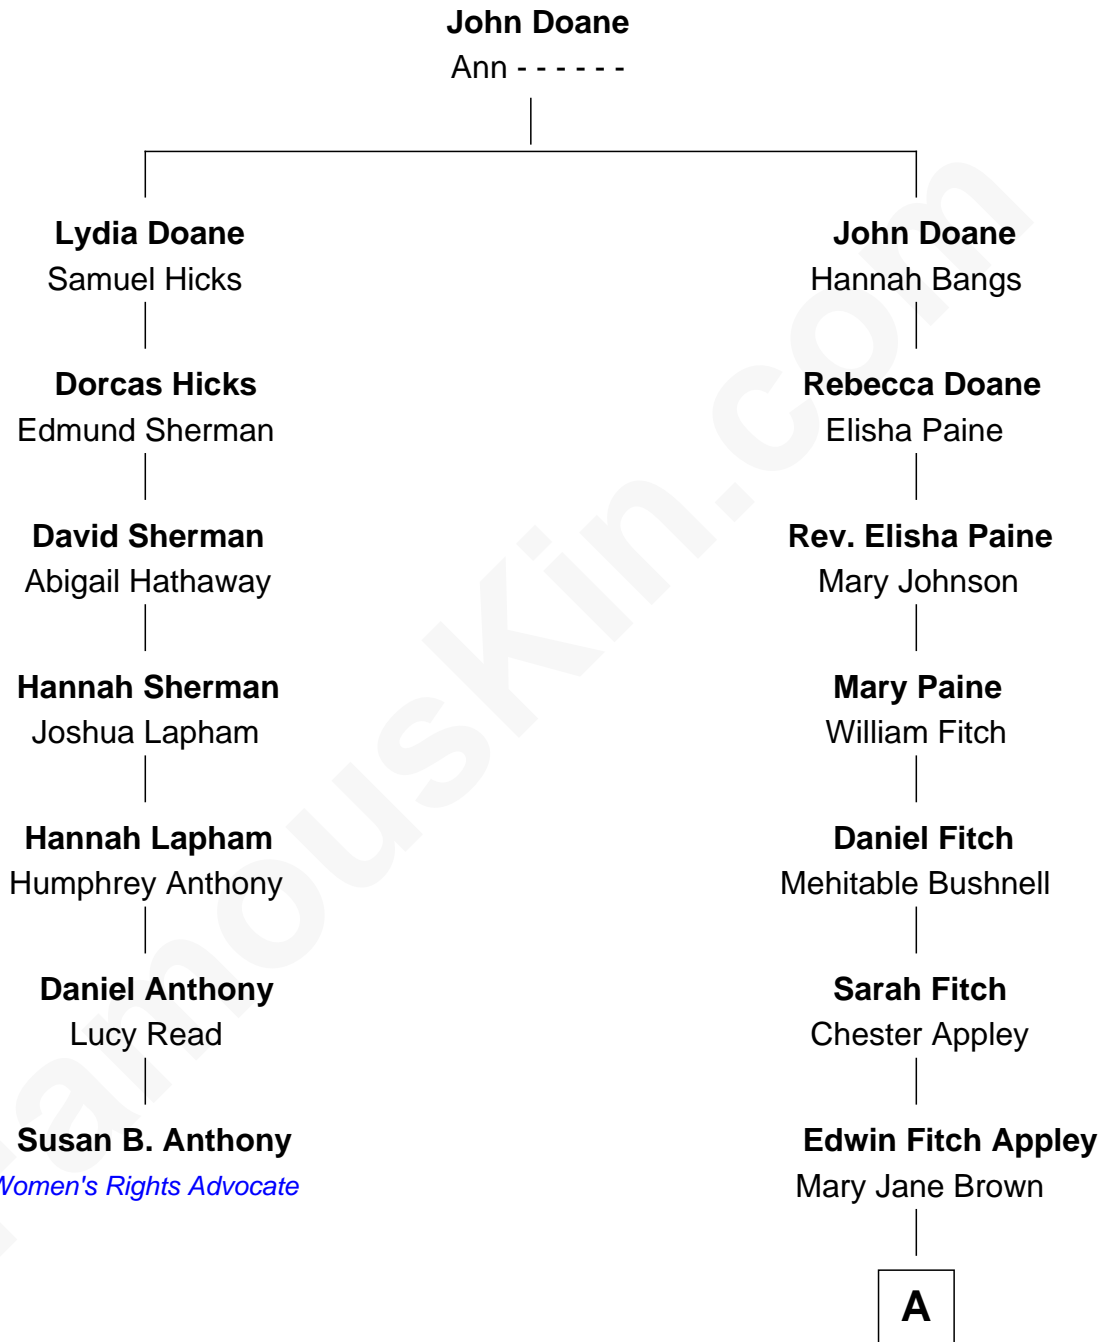 John Doane
Ann - - - - - -
Lydia Doane
Samuel Hicks
John Doane
Hannah Bangs
Dorcas Hicks
Edmund Sherman
Rebecca Doane
Elisha Paine
David Sherman
Abigail Hathaway
Rev. Elisha Paine
Mary Johnson
Hannah Sherman
Joshua Lapham
Mary Paine
William Fitch
Hannah Lapham
Humphrey Anthony
Daniel Fitch
Mehitable Bushnell
Daniel Anthony
Lucy Read
Sarah Fitch
Chester Appley
Susan B. Anthony
Women's Rights Advocate
Edwin Fitch Appley
Mary Jane Brown
A
FamousKin.com